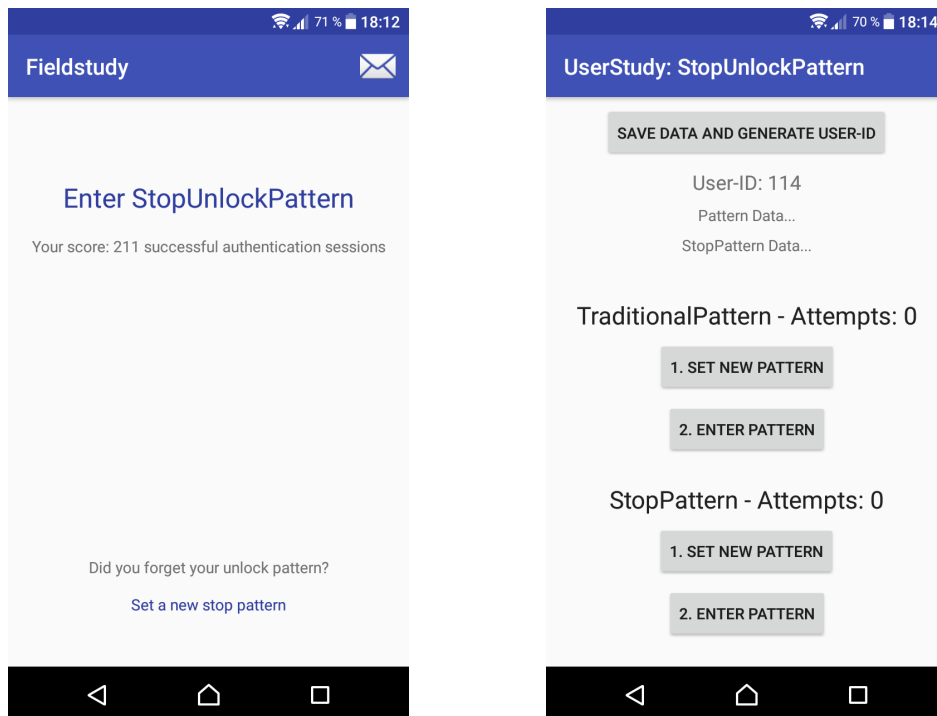 71 % 18:12
Fieldstudy
Enter StopUnlockPattern
Your score: 211 successful authentication sessions
Did you forget your unlock pattern?
Set a new stop pattern
70 % 18:14
UserStudy: StopUnlockPattern
SAVE DATA AND GENERATE USER-ID
User-ID: 114
Pattern Data...
StopPattern Data...
TraditionalPattern - Attempts: 0
1. SET NEW PATTERN
2. ENTER PATTERN
StopPattern - Attempts: 0
1. SET NEW PATTERN
2. ENTER PATTERN